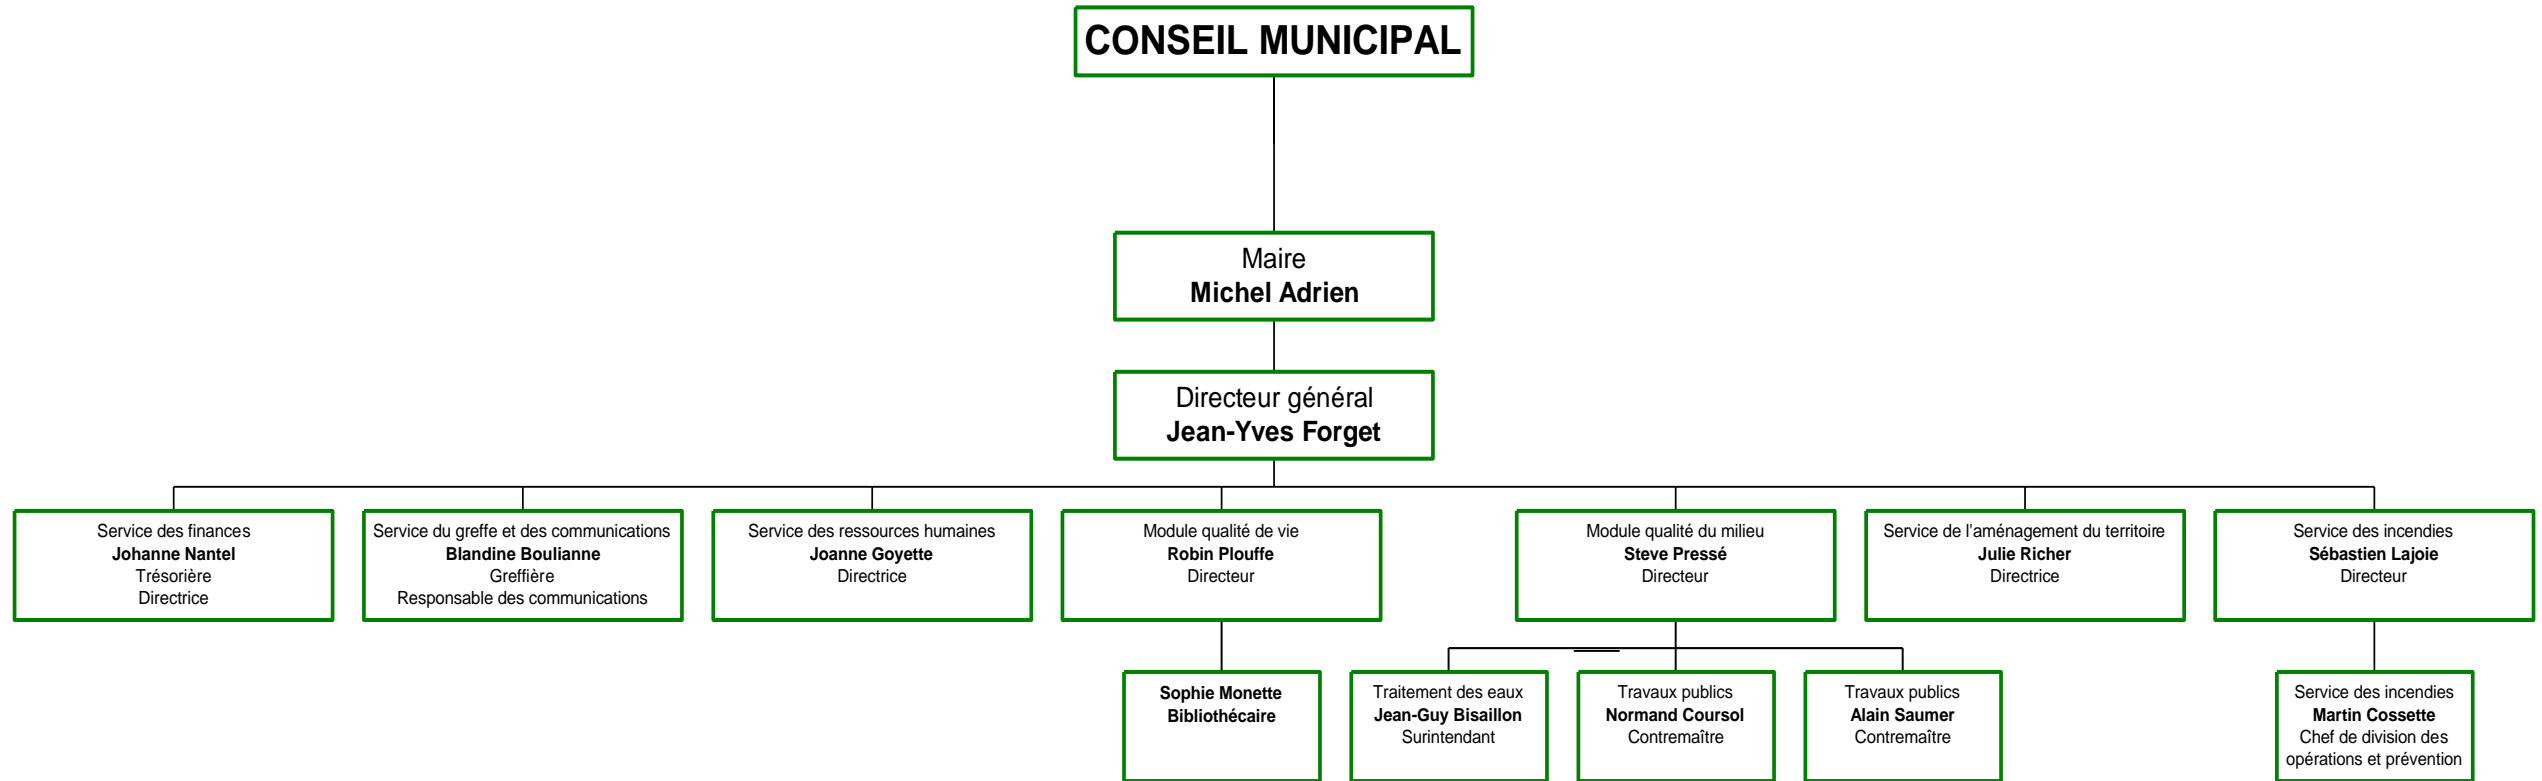 CONSEIL MUNICIPAL
Maire
Michel Adrien
Directeur général
Jean-Yves Forget
Service des finances
Johanne Nantel
Trésorière
Directrice
Service du greffe et des communications
Blandine Boulianne
Greffière
Responsable des communications
Service des ressources humaines
Joanne Goyette
Directrice
Module qualité de vie
Robin Plouffe
Directeur
Module qualité du milieu
Steve Pressé
Directeur
Service de l'aménagement du territoire
Julie Richer
Directrice
Service des incendies
Sébastien Lajoie
Directeur
Sophie Monette
Bibliothécaire
Traitement des eaux
Jean-Guy Bisaillon
Surintendant
Travaux publics
Normand Coursol
Contremaître
Travaux publics
Alain Saumer
Contremaître
Service des incendies
Martin Cossette
Chef de division des
opérations et prévention